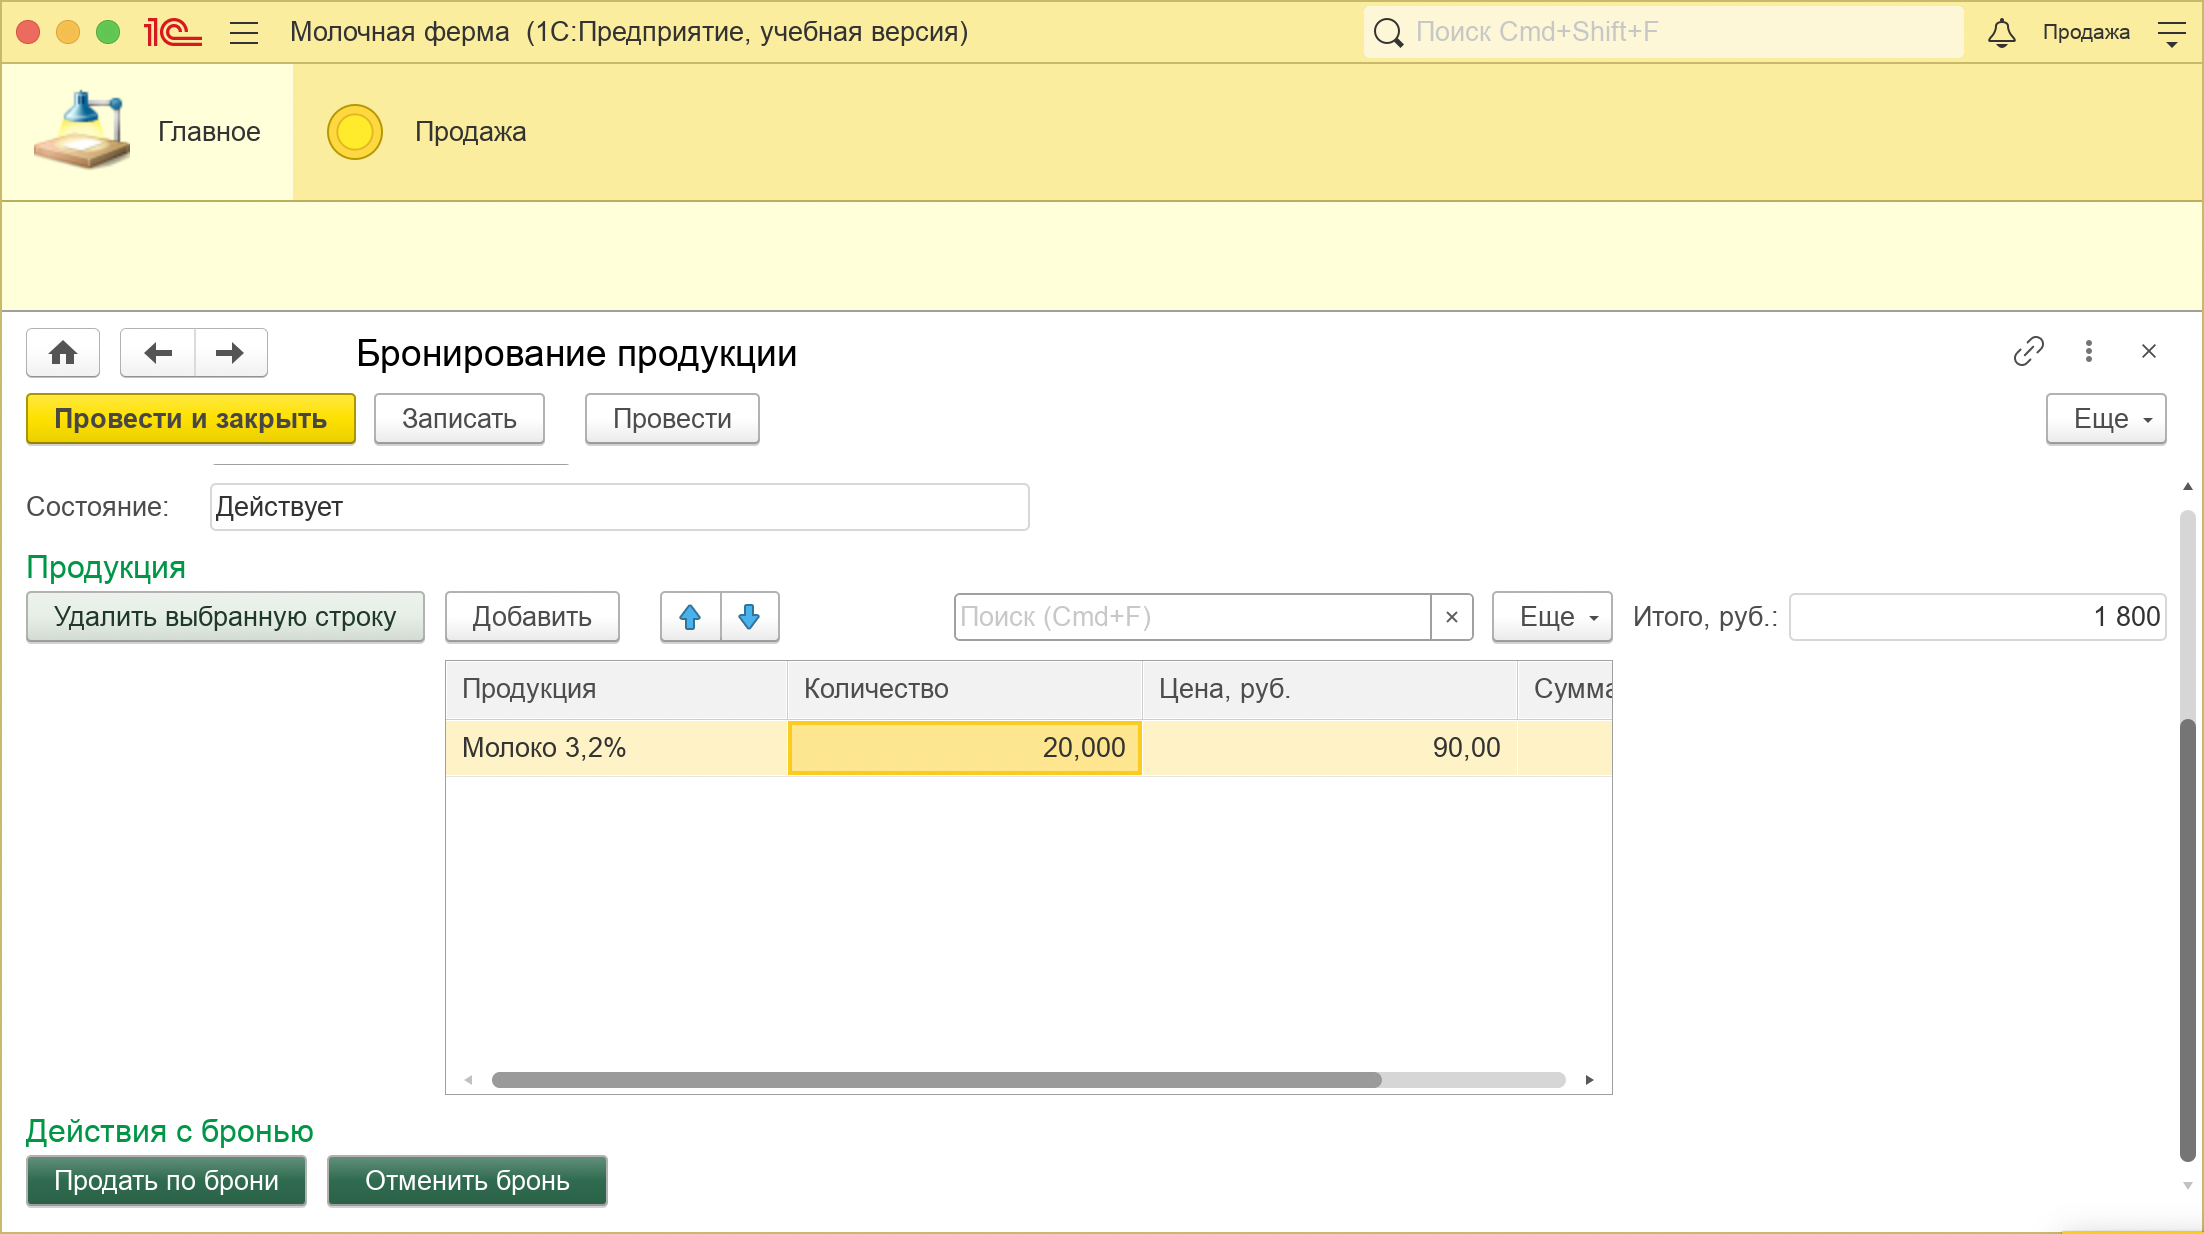 1С Молочная ферма (1С:Предприятие, учебная версия) Поиск Cmd+Shift+F Продажа
Главное Продажа
Бронирование продукции
Провести и закрыть Записать Провести Еще
Состояние: Действует
Продукция
Удалить выбранную строку Добавить Поиск (Cmd+F) × Еще Итого, руб.: 1 800
Продукция Количество Цена, руб. Сумма
Молоко 3,2% 20,000 90,00
Действия с бронью
Продать по брони Отменить бронь